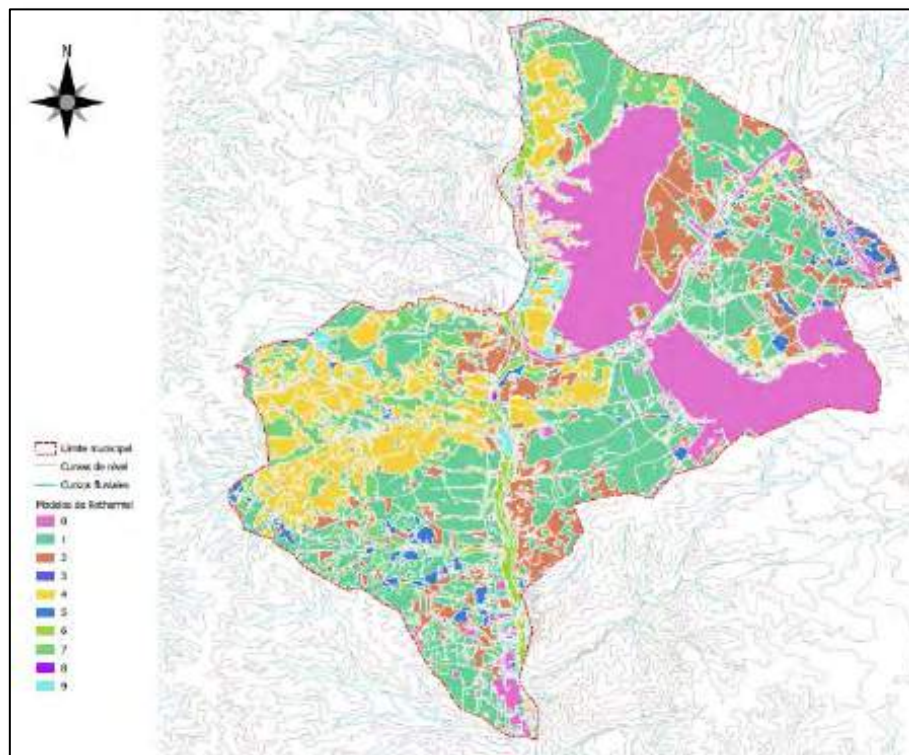 N
Límite municipal
Curvas de nivel
Cursos fluviales
Modelos de Rothermel
0
1
2
3
4
5
6
7
8
9